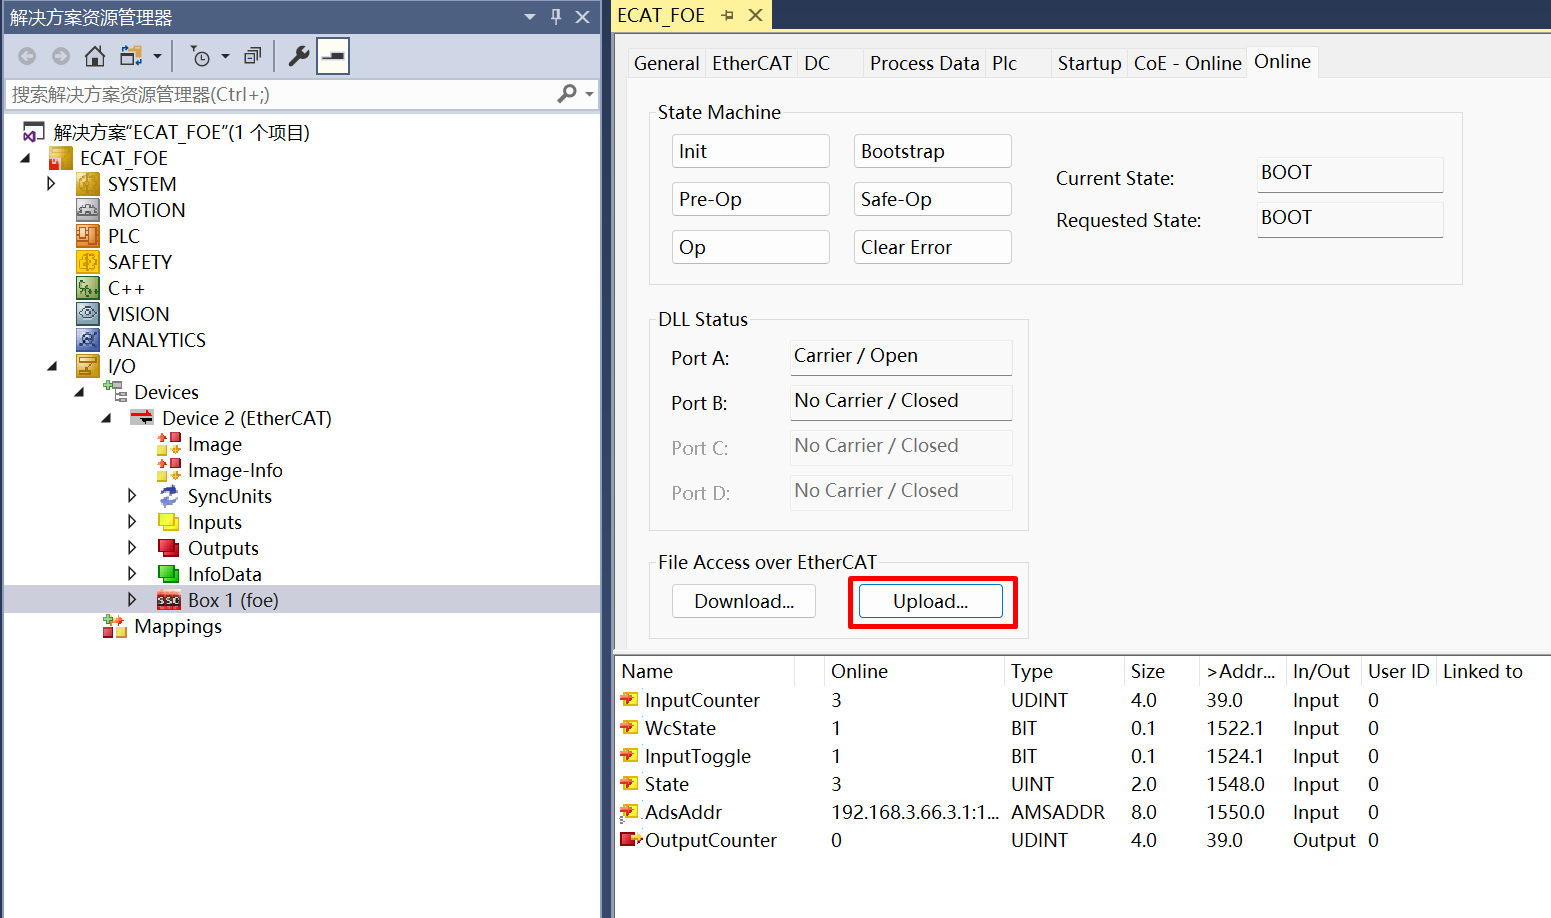 解决方案资源管理器
搜索解决方案资源管理器(Ctrl+;)
解决方案"ECAT_FOE"(1 个项目)
ECAT_FOE
SYSTEM
MOTION
PLC
SAFETY
C++
VISION
ANALYTICS
I/O
Devices
Device 2 (EtherCAT)
Image
Image-Info
SyncUnits
Inputs
Outputs
InfoData
Box 1 (foe)
Mappings
ECAT_FOE
General EtherCAT DC Process Data Plc Startup CoE - Online Online
State Machine
Init Bootstrap
Pre-Op Safe-Op
Op Clear Error
Current State: BOOT
Requested State: BOOT
DLL Status
Port A: Carrier / Open
Port B: No Carrier / Closed
Port C: No Carrier / Closed
Port D: No Carrier / Closed
File Access over EtherCAT
Download... Upload...
Name Online Type Size >Addr... In/Out User ID Linked to
InputCounter 3 UDINT 4.0 39.0 Input 0
WcState 1 BIT 0.1 1522.1 Input 0
InputToggle 1 BIT 0.1 1524.1 Input 0
State 3 UINT 2.0 1548.0 Input 0
AdsAddr 192.168.3.66.3.1:1... AMSADDR 8.0 1550.0 Input 0
OutputCounter 0 UDINT 4.0 39.0 Output 0